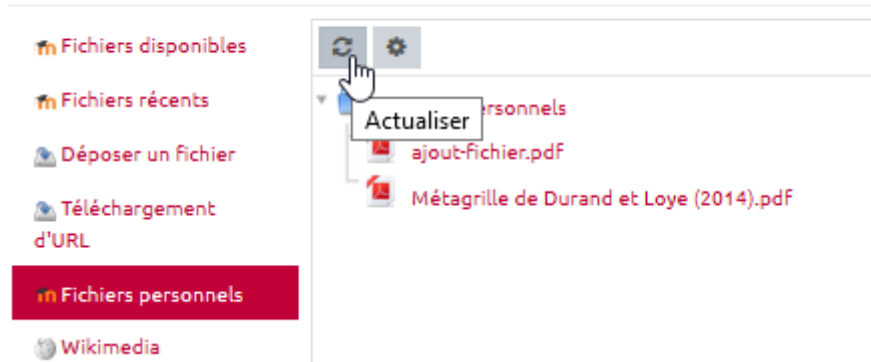 Fichiers disponibles
Fichiers récents
Déposer un fichier
Téléchargement
d'URL
Fichiers personnels
Wikimedia
Actualiser
ersonnels
ajout-fichier.pdf
Métagrille de Durand et Loye (2014).pdf